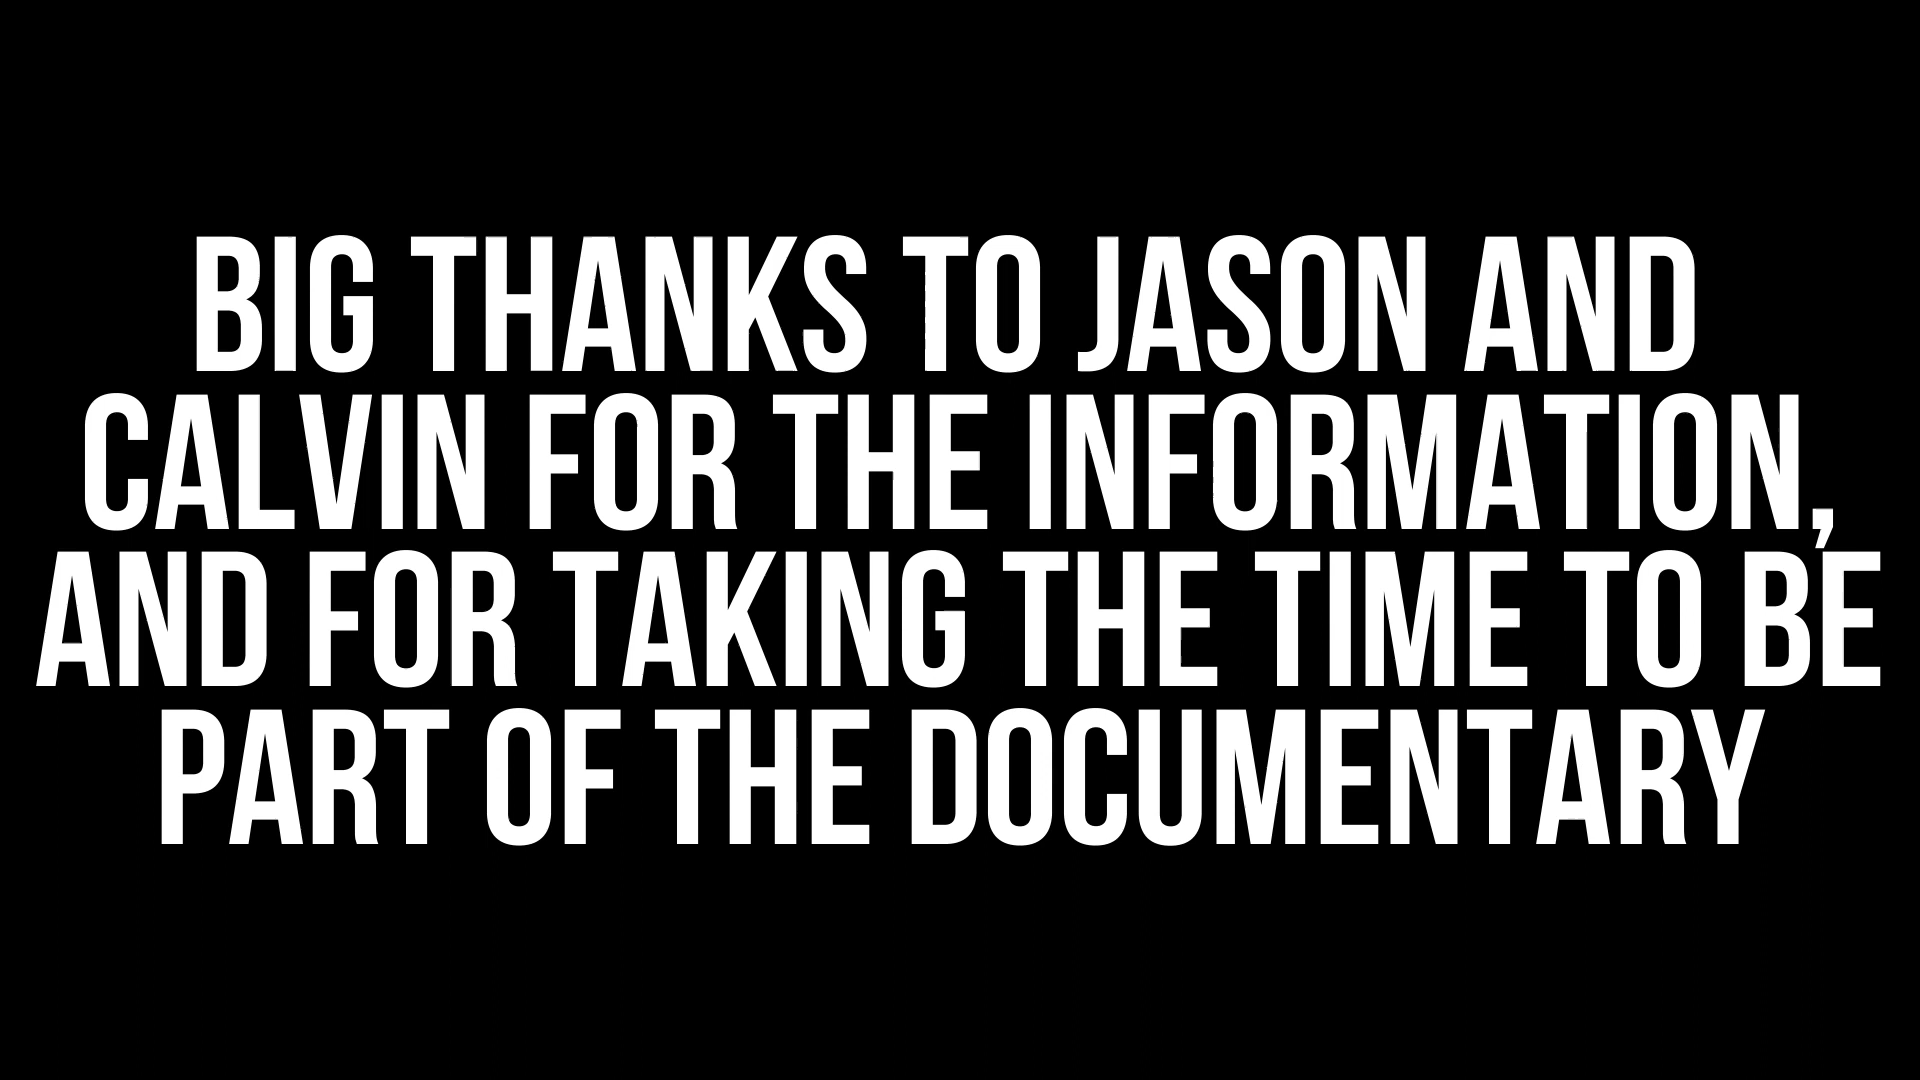 BIG THANKS TO JASON AND
CALVIN FOR THE INFORMATION,
AND FOR TAKING THE TIME TO BE
PART OF THE DOCUMENTARY